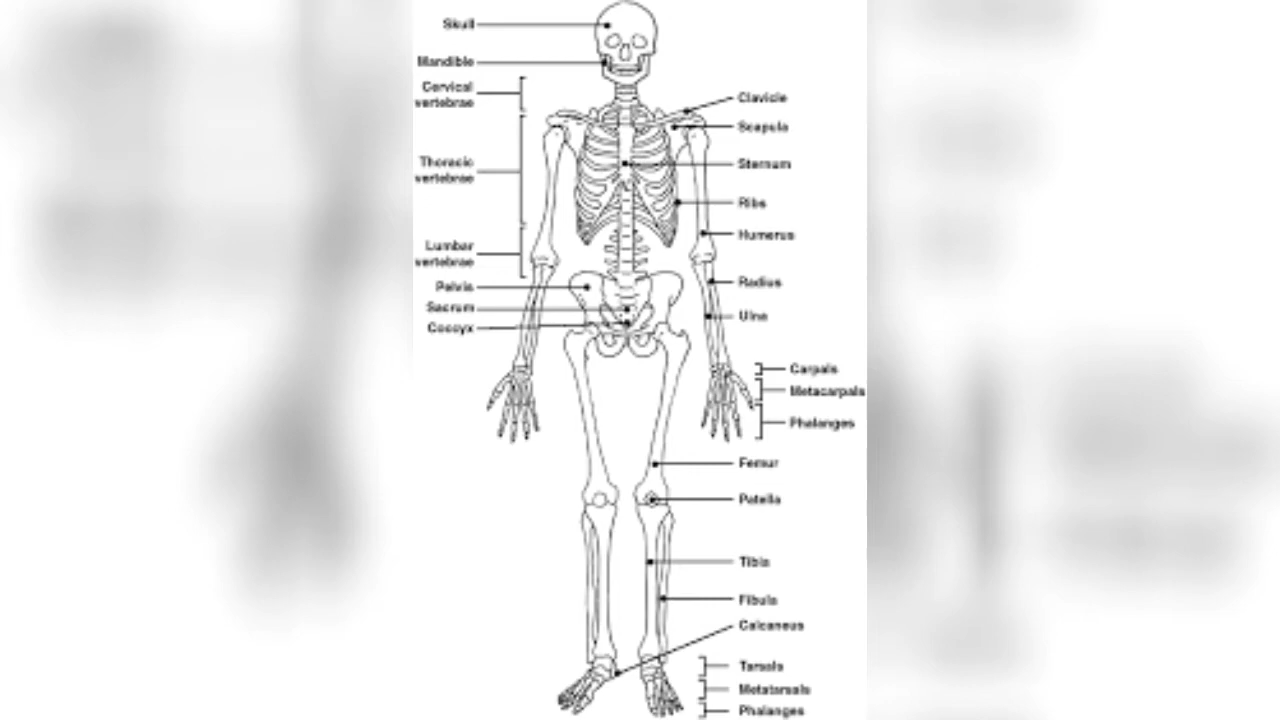 Skull
Mandible
Cervical
vertebrae
Thoracic
vertebrae
Lumbar
vertebrae
Pelvis
Sacrum
Coccyx
Clavicle
Scapula
Sternum
Ribs
Humerus
Radius
Ulna
Carpals
Metacarpals
Phalanges
Femur
Patella
Tibia
Fibula
Calcaneus
Tarsals
Metatarsals
Phalanges